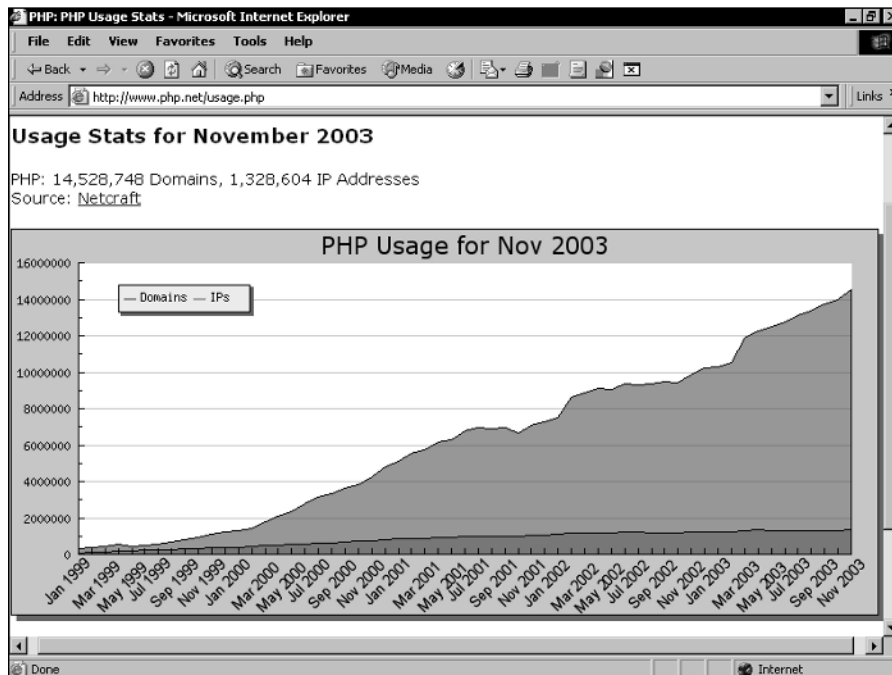 PHP: PHP Usage Stats - Microsoft Internet Explorer
File Edit View Favorites Tools Help
Back Search Favorites Media
Address http://www.php.net/usage.php Links
Usage Stats for November 2003
PHP: 14,528,748 Domains, 1,328,604 IP Addresses
Source: Netcraft
PHP Usage for Nov 2003
Domains IPs
16000000
14000000
12000000
10000000
8000000
6000000
4000000
2000000
0
Jan 1999 Mar 1999 May 1999 Jul 1999 Sep 1999 Nov 1999 Jan 2000 Mar 2000 May 2000 Jul 2000 Sep 2000 Nov 2000 Jan 2001 Mar 2001 May 2001 Jul 2001 Sep 2001 Nov 2001 Jan 2002 Mar 2002 May 2002 Jul 2002 Sep 2002 Nov 2002 Jan 2003 Mar 2003 May 2003 Jul 2003 Sep 2003 Nov 2003
Done Internet